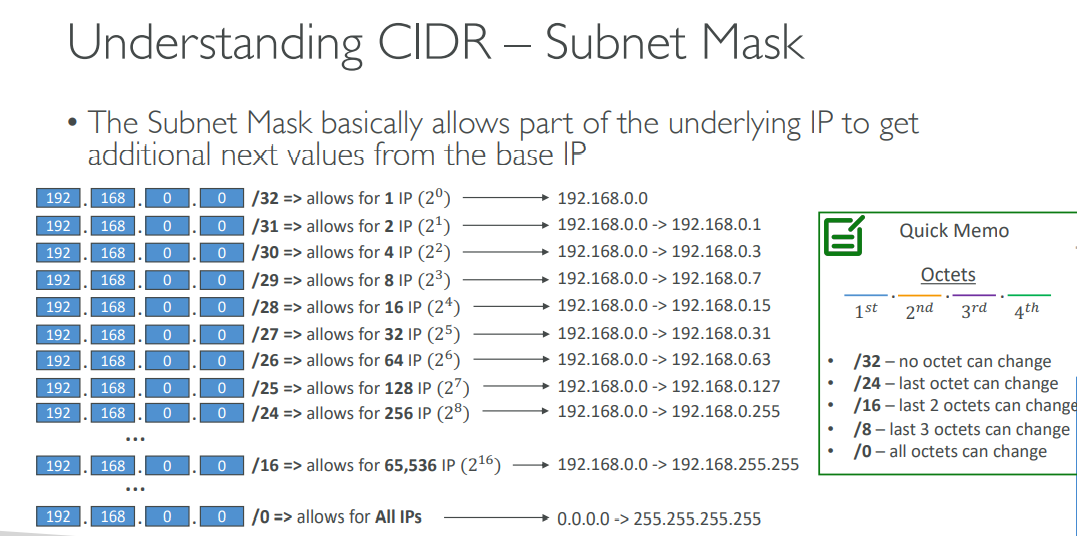 Understanding CIDR – Subnet Mask
• The Subnet Mask basically allows part of the underlying IP to get
additional next values from the base IP
192 . 168 . 0 . 0 /32 => allows for 1 IP (2⁰) → 192.168.0.0
192 . 168 . 0 . 0 /31 => allows for 2 IP (2¹) → 192.168.0.0 -> 192.168.0.1
192 . 168 . 0 . 0 /30 => allows for 4 IP (2²) → 192.168.0.0 -> 192.168.0.3
192 . 168 . 0 . 0 /29 => allows for 8 IP (2³) → 192.168.0.0 -> 192.168.0.7
192 . 168 . 0 . 0 /28 => allows for 16 IP (2⁴) → 192.168.0.0 -> 192.168.0.15
192 . 168 . 0 . 0 /27 => allows for 32 IP (2⁵) → 192.168.0.0 -> 192.168.0.31
192 . 168 . 0 . 0 /26 => allows for 64 IP (2⁶) → 192.168.0.0 -> 192.168.0.63
192 . 168 . 0 . 0 /25 => allows for 128 IP (2⁷) → 192.168.0.0 -> 192.168.0.127
192 . 168 . 0 . 0 /24 => allows for 256 IP (2⁸) → 192.168.0.0 -> 192.168.0.255
...
192 . 168 . 0 . 0 /16 => allows for 65,536 IP (2¹⁶) → 192.168.0.0 -> 192.168.255.255
...
192 . 168 . 0 . 0 /0 => allows for All IPs → 0.0.0.0 -> 255.255.255.255
Quick Memo
Octets
1ˢᵗ . 2ⁿᵈ . 3ʳᵈ . 4ᵗʰ
• /32 – no octet can change
• /24 – last octet can change
• /16 – last 2 octets can change
• /8 – last 3 octets can change
• /0 – all octets can change